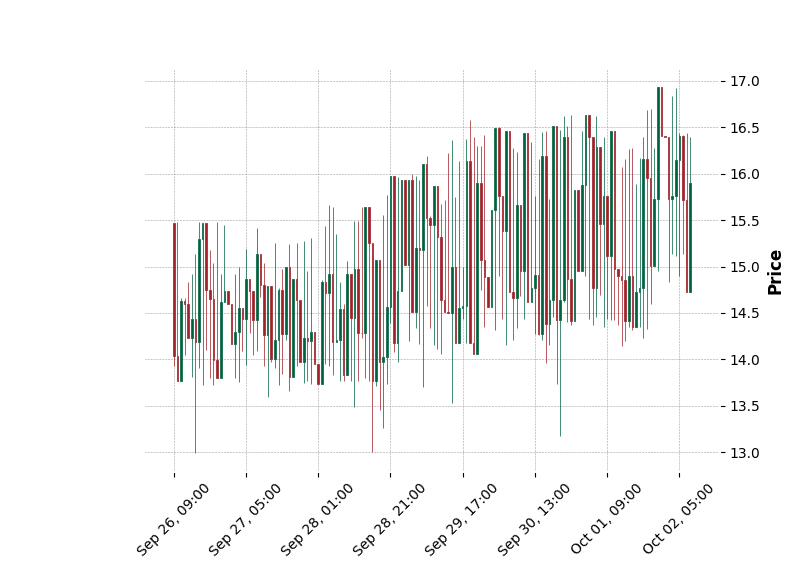 17.0
16.5
16.0
15.5
15.0
14.5
14.0
13.5
13.0
Price
Sep 26, 09:00
Sep 27, 05:00
Sep 28, 01:00
Sep 28, 21:00
Sep 29, 17:00
Sep 30, 13:00
Oct 01, 09:00
Oct 02, 05:00